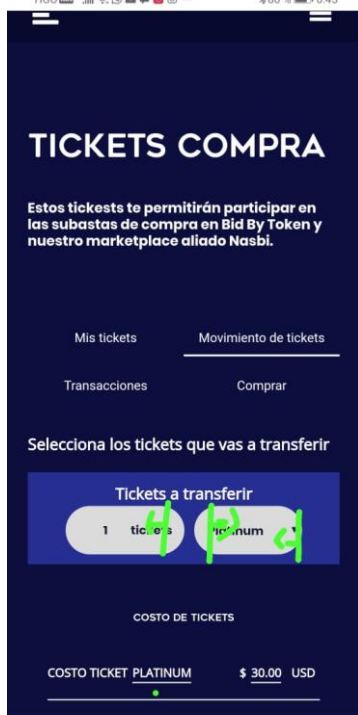 TICKETS COMPRA
Estos tickests te permitirán participar en
las subastas de compra en Bid By Token y
nuestro marketplace aliado Nasbi.
Mis tickets Movimiento de tickets
Transacciones Comprar
Selecciona los tickets que vas a transferir
Tickets a transferir
1 tickets Platinum
COSTO DE TICKETS
COSTO TICKET PLATINUM $ 30.00 USD